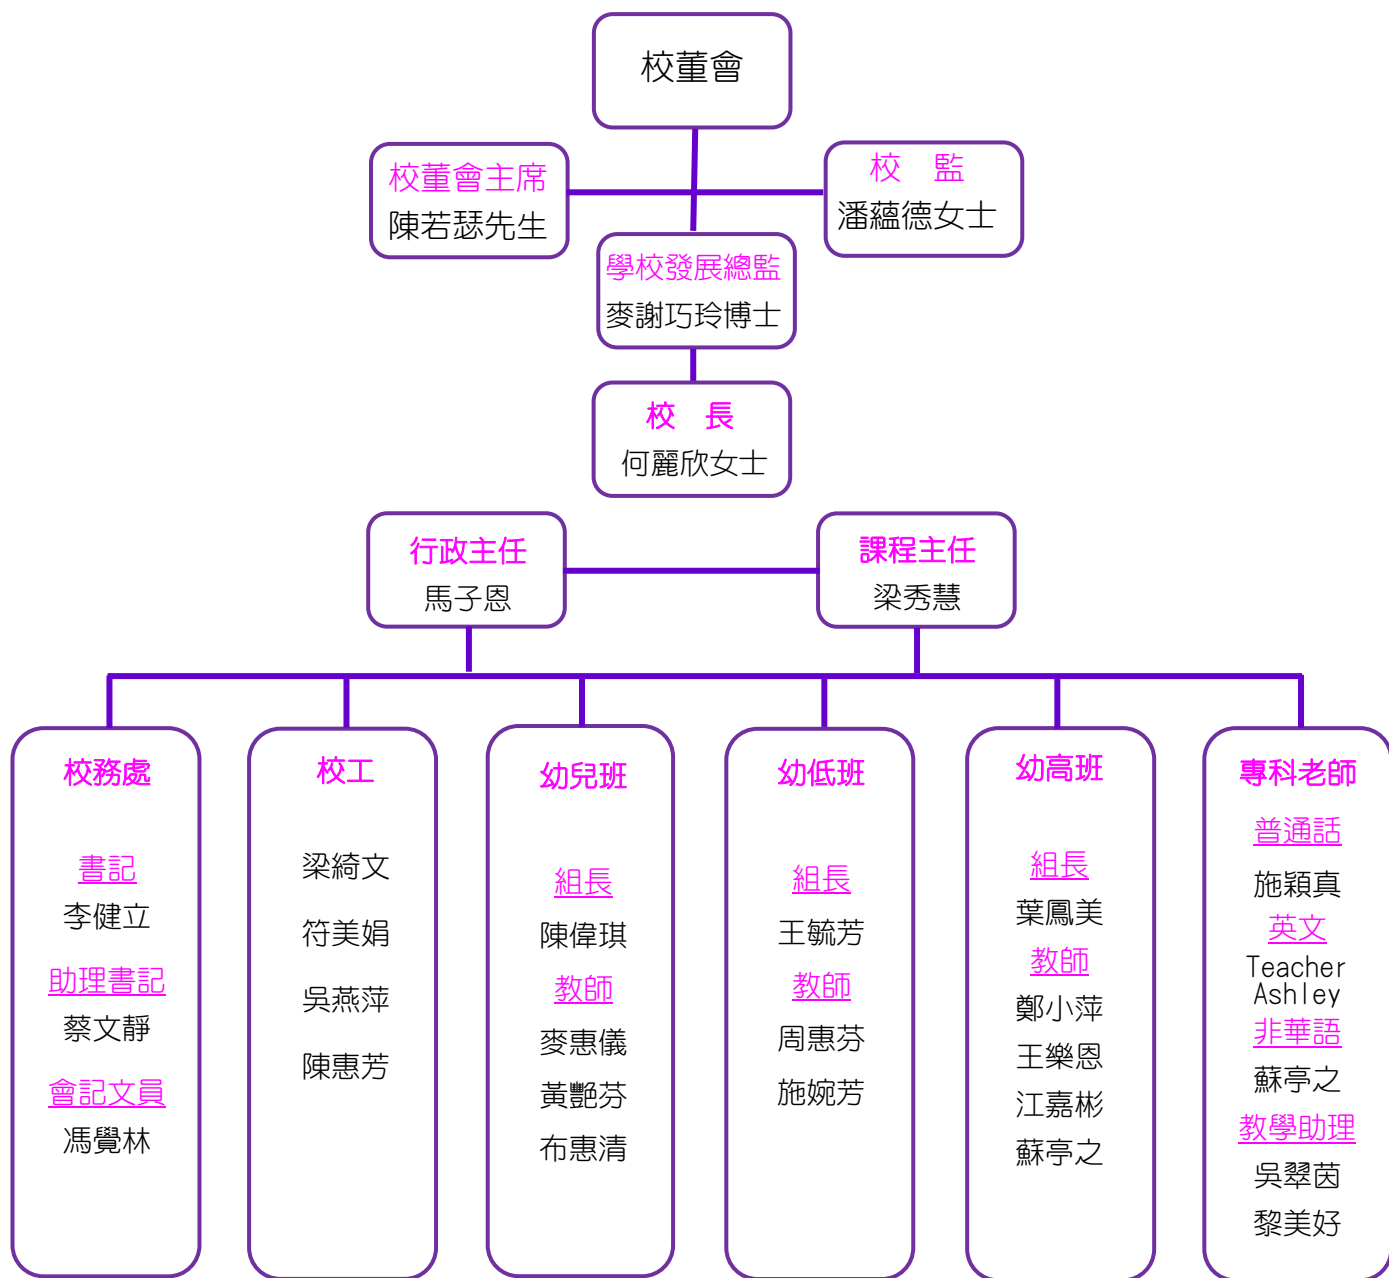 校董會
校董會主席
陳若瑟先生
校　監
潘蘊德女士
學校發展總監
麥謝巧玲博士
校　長
何麗欣女士
行政主任
馬子恩
課程主任
梁秀慧
校務處
書記
李健立
助理書記
蔡文靜
會記文員
馮覺林
校工
梁綺文
符美娟
吳燕萍
陳惠芳
幼兒班
組長
陳偉琪
教師
麥惠儀
黃艷芬
布惠清
幼低班
組長
王毓芳
教師
周惠芬
施婉芳
幼高班
組長
葉鳳美
教師
鄭小萍
王樂恩
江嘉彬
蘇亭之
專科老師
普通話
施穎真
英文
Teacher
Ashley
非華語
蘇亭之
教學助理
吳翠茵
黎美好